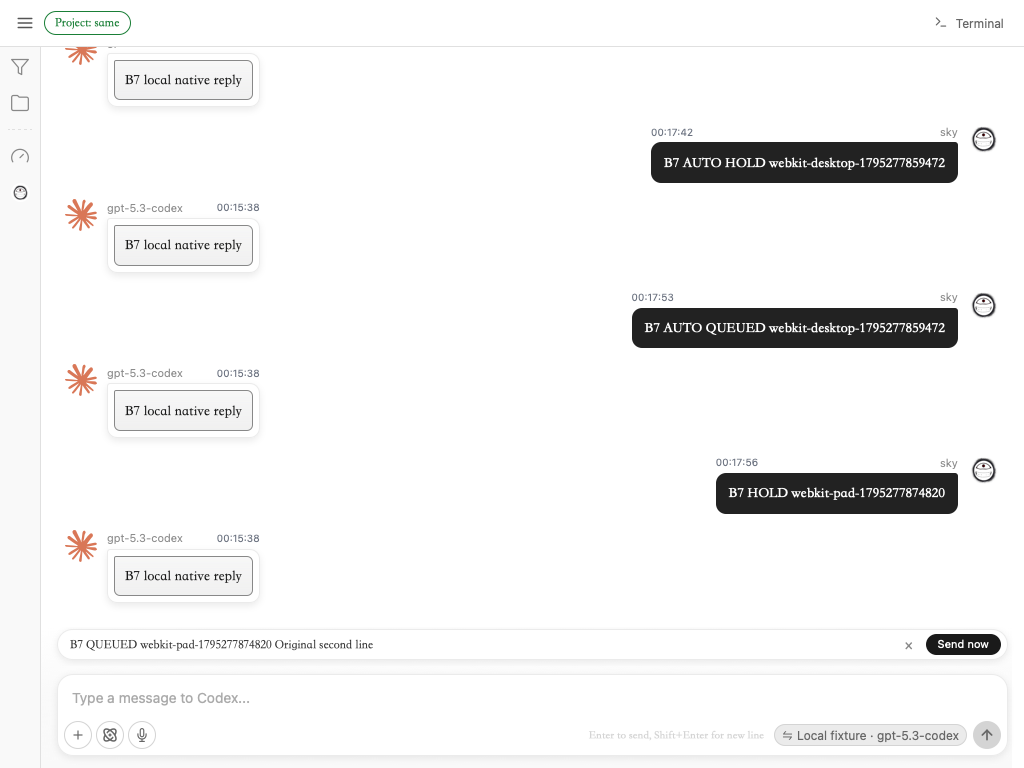 Project: same
Terminal
B7 local native reply
00:17:42 sky
B7 AUTO HOLD webkit-desktop-1795277859472
gpt-5.3-codex 00:15:38
B7 local native reply
00:17:53 sky
B7 AUTO QUEUED webkit-desktop-1795277859472
gpt-5.3-codex 00:15:38
B7 local native reply
00:17:56 sky
B7 HOLD webkit-pad-1795277874820
gpt-5.3-codex 00:15:38
B7 local native reply
B7 QUEUED webkit-pad-1795277874820 Original second line
Send now
Type a message to Codex...
Enter to send, Shift+Enter for new line
Local fixture · gpt-5.3-codex